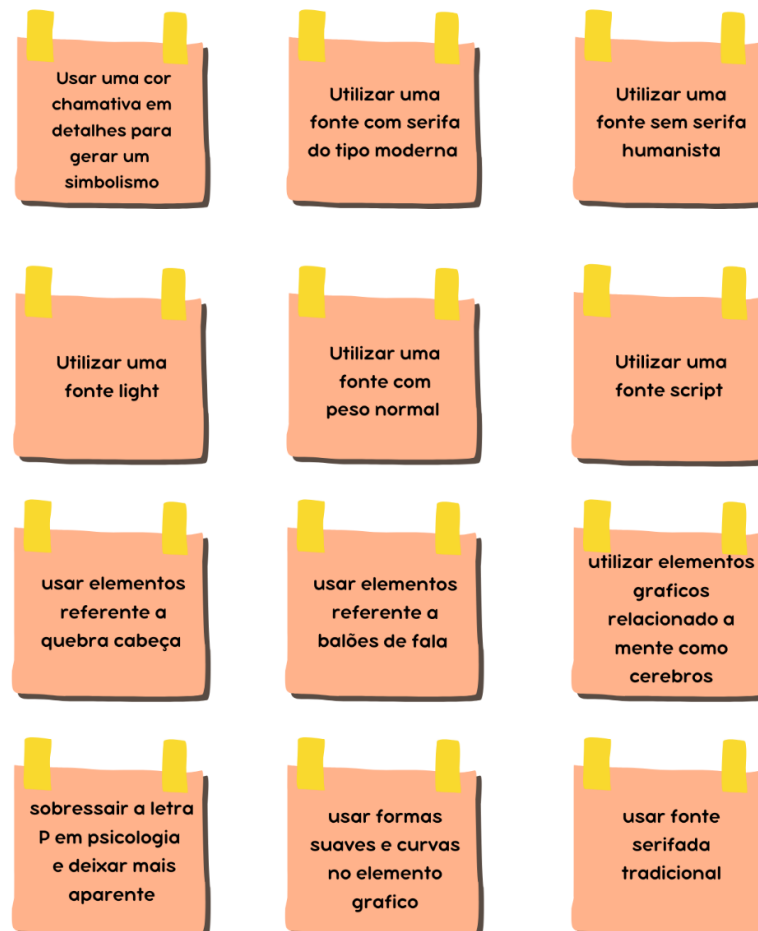 Usar uma cor
chamativa em
detalhes para
gerar um
simbolismo
Utilizar uma
fonte com serifa
do tipo moderna
Utilizar uma
fonte sem serifa
humanista
Utilizar uma
fonte light
Utilizar uma
fonte com
peso normal
Utilizar uma
fonte script
usar elementos
referente a
quebra cabeça
usar elementos
referente a
balões de fala
utilizar elementos
graficos
relacionado a
mente como
cerebros
sobressair a letra
P em psicologia
e deixar mais
aparente
usar formas
suaves e curvas
no elemento
grafico
usar fonte
serifada
tradicional